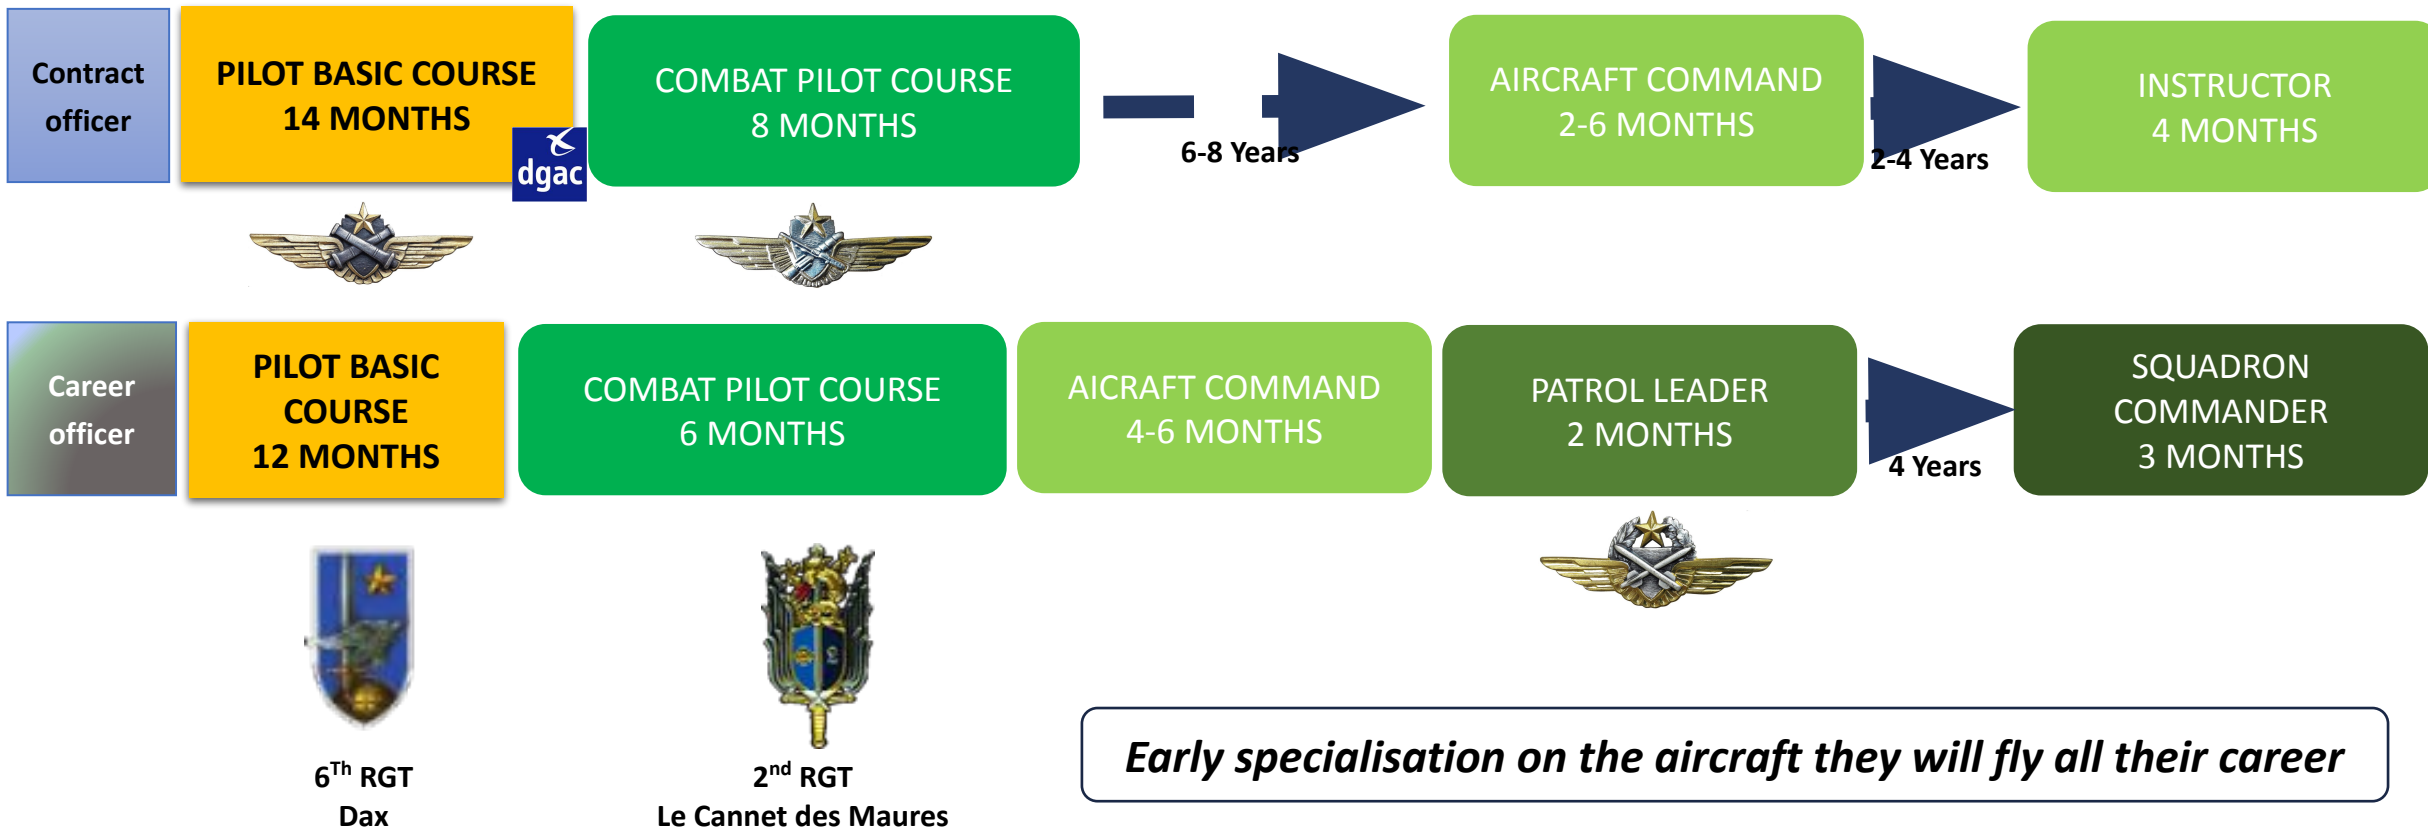 Contract
officer
PILOT BASIC COURSE
14 MONTHS
dgac
COMBAT PILOT COURSE
8 MONTHS
6-8 Years
AIRCRAFT COMMAND
2-6 MONTHS
2-4 Years
INSTRUCTOR
4 MONTHS
Career
officer
PILOT BASIC
COURSE
12 MONTHS
COMBAT PILOT COURSE
6 MONTHS
AICRAFT COMMAND
4-6 MONTHS
PATROL LEADER
2 MONTHS
4 Years
SQUADRON
COMMANDER
3 MONTHS
6Th RGT
Dax
2nd RGT
Le Cannet des Maures
Early specialisation on the aircraft they will fly all their career